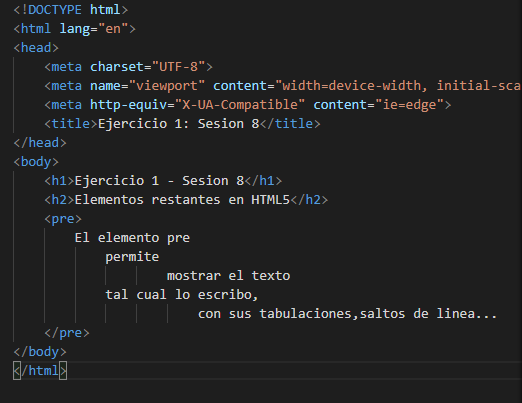 <!DOCTYPE html>
<html lang="en">
<head>
    <meta charset="UTF-8">
    <meta name="viewport" content="width=device-width, initial-sca
    <meta http-equiv="X-UA-Compatible" content="ie=edge">
    <title>Ejercicio 1: Sesion 8</title>
</head>
<body>
    <h1>Ejercicio 1 - Sesion 8</h1>
    <h2>Elementos restantes en HTML5</h2>
    <pre>
        El elemento pre
            permite
                    mostrar el texto
            tal cual lo escribo,
                        con sus tabulaciones,saltos de linea...
    </pre>
</body>
</html>